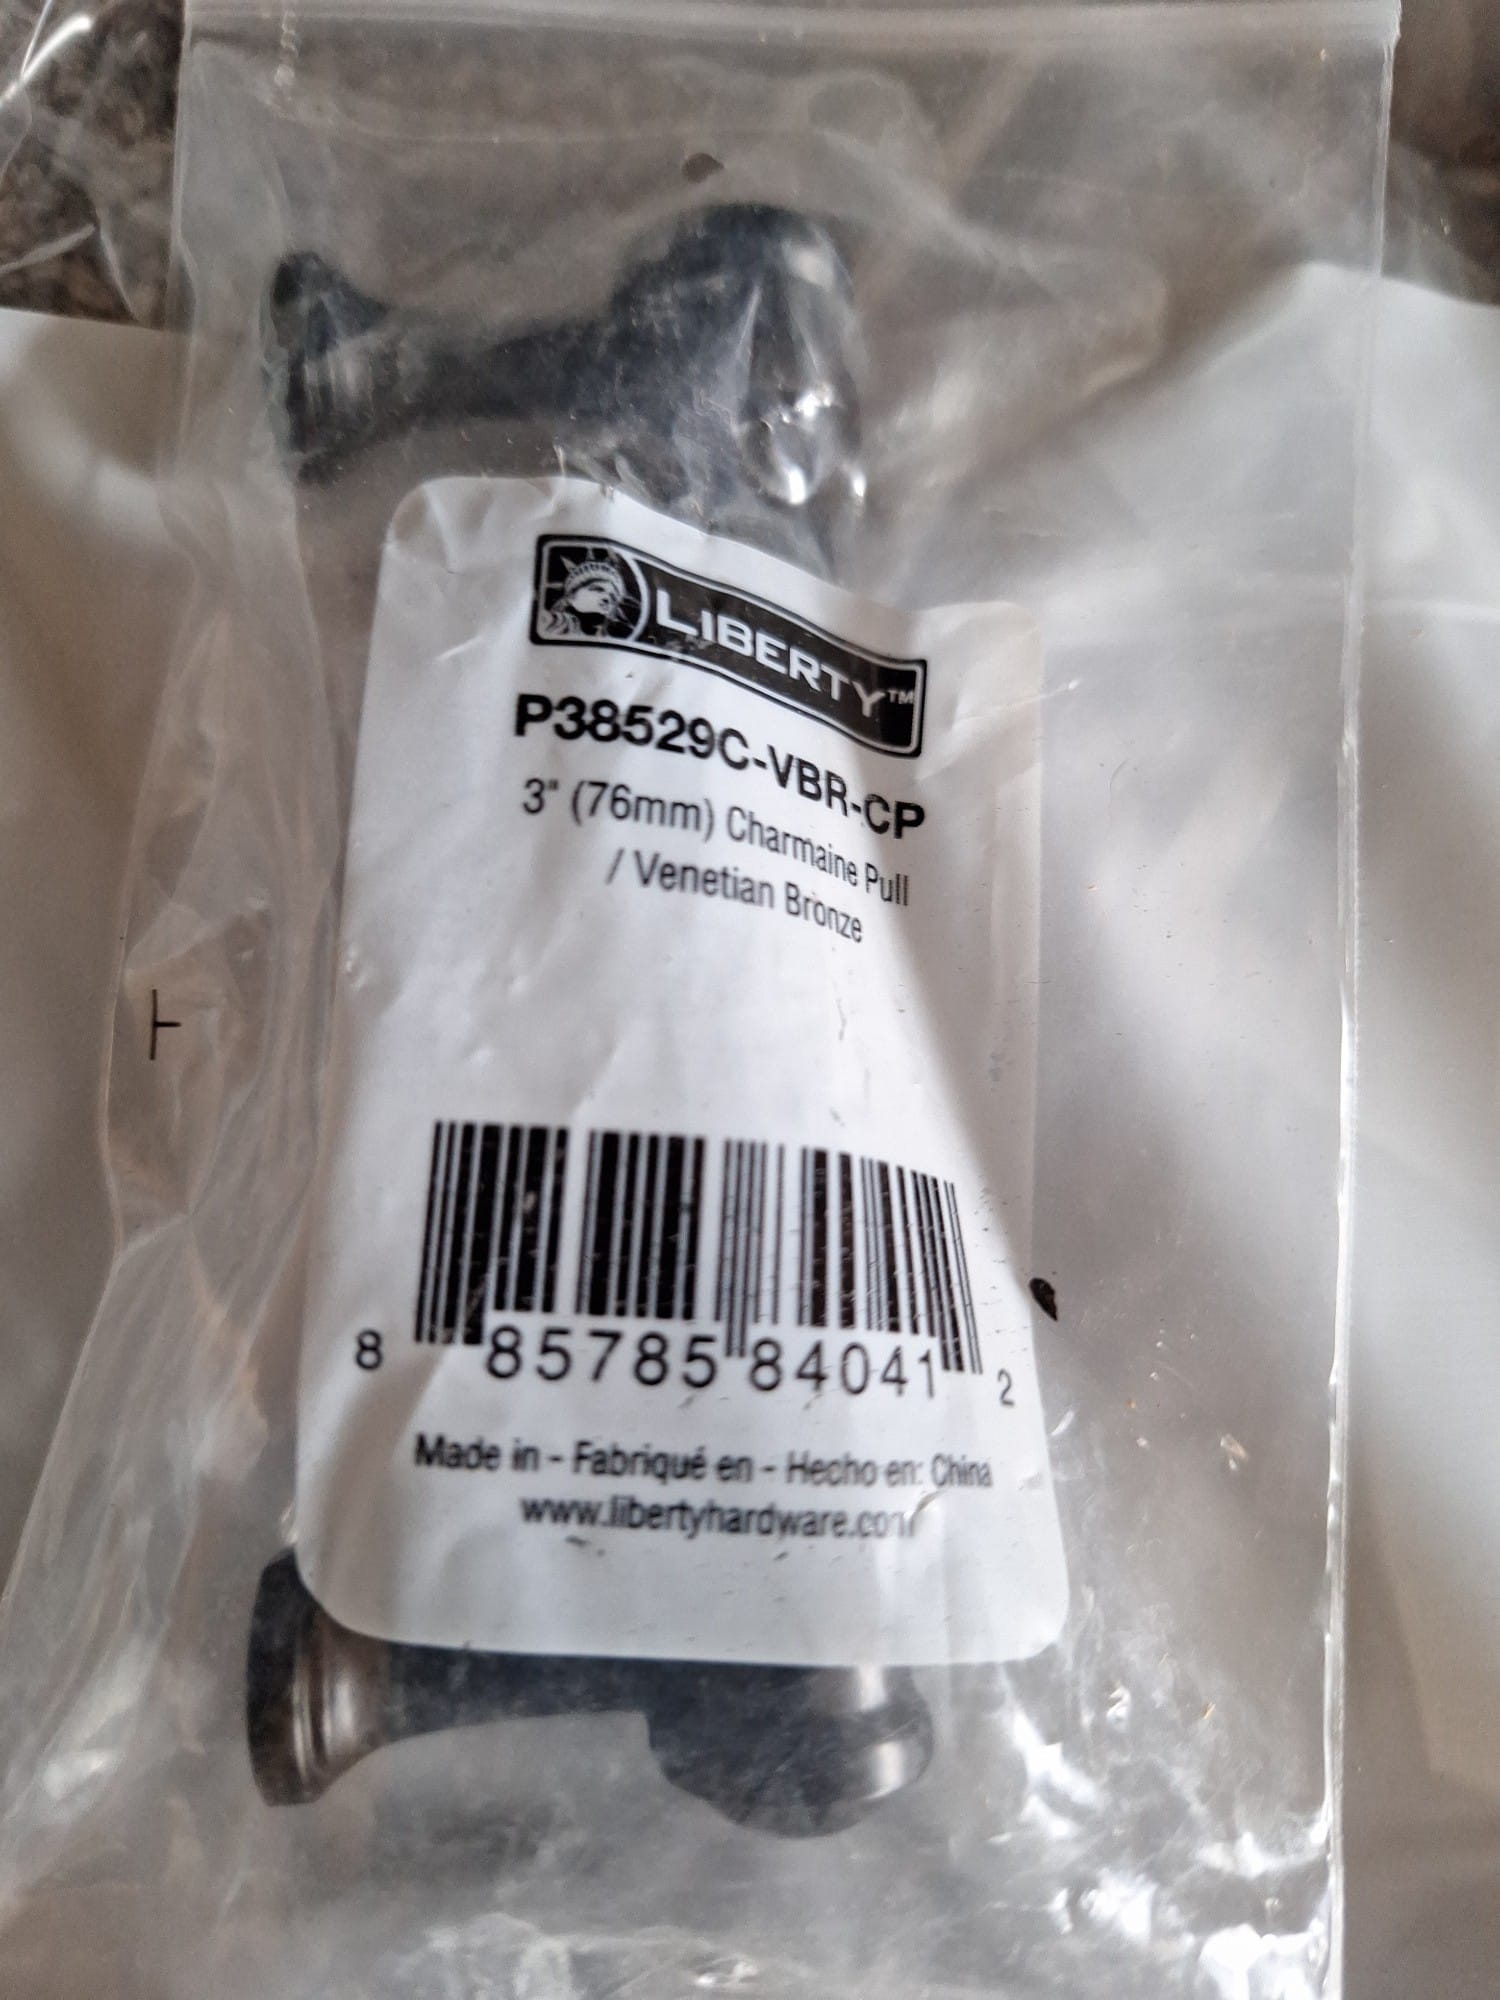 LIBERTY™
P38529C-VBR-CP
3" (76mm) Charmaine Pull
/ Venetian Bronze
8 85785 84041 2
Made in - Fabriqué en - Hecho en: China
www.libertyhardware.com